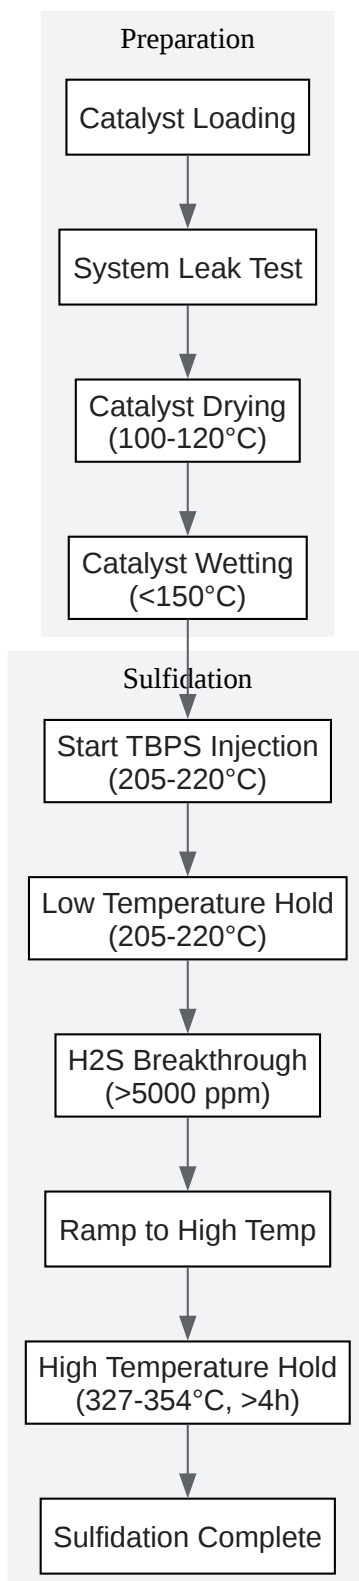 Preparation
Catalyst Loading
System Leak Test
Catalyst Drying
(100-120°C)
Catalyst Wetting
(<150°C)
Sulfidation
Start TBPS Injection
(205-220°C)
Low Temperature Hold
(205-220°C)
H2S Breakthrough
(>5000 ppm)
Ramp to High Temp
High Temperature Hold
(327-354°C, >4h)
Sulfidation Complete